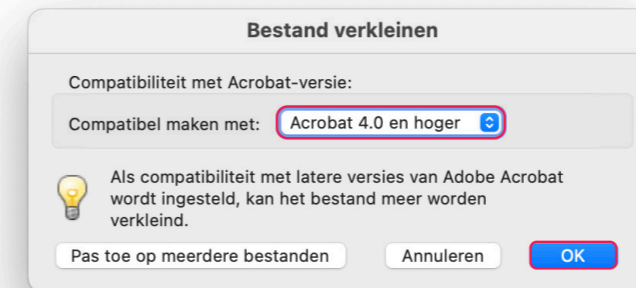 Bestand verkleinen
Compatibiliteit met Acrobat-versie:
Compatibel maken met: Acrobat 4.0 en hoger
Als compatibiliteit met latere versies van Adobe Acrobat
wordt ingesteld, kan het bestand meer worden
verkleind.
Pas toe op meerdere bestanden Annuleren OK